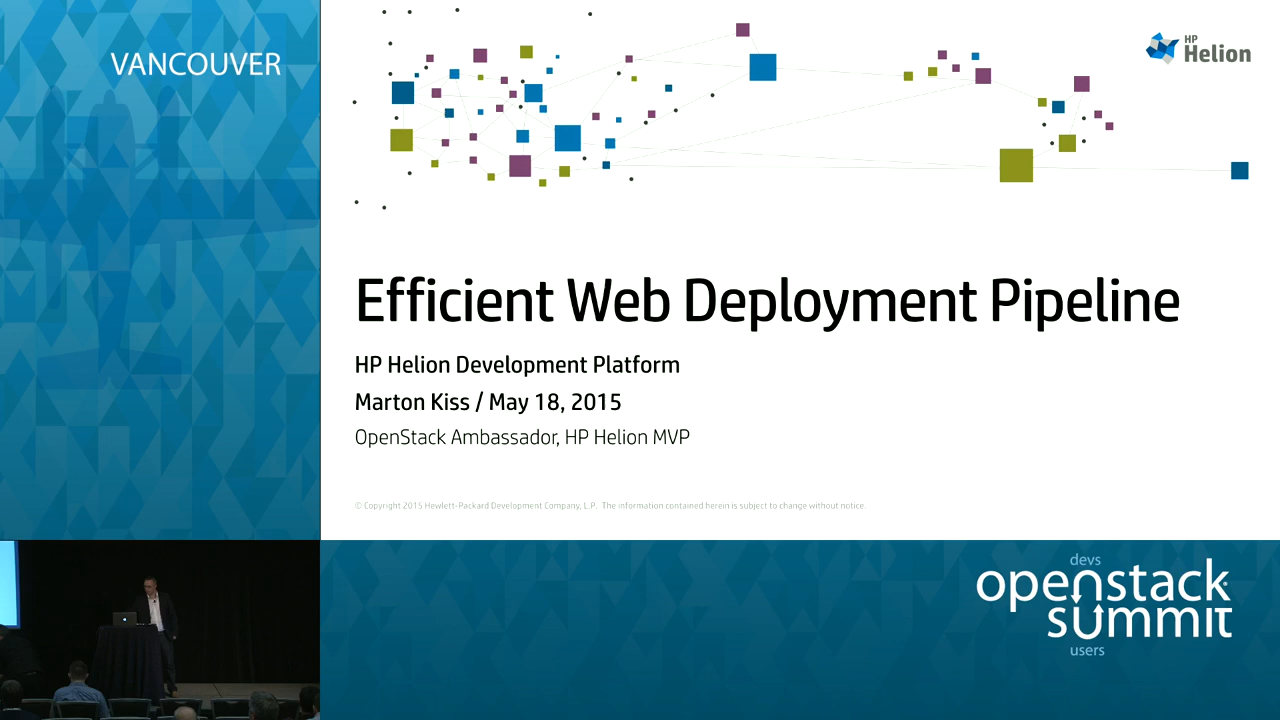 VANCOUVER
HP
Helion
Efficient Web Deployment Pipeline
HP Helion Development Platform
Marton Kiss / May 18, 2015
OpenStack Ambassador, HP Helion MVP
© Copyright 2015 Hewlett-Packard Development Company, L.P. The information contained herein is subject to change without notice.
devs
openstack
summit
users